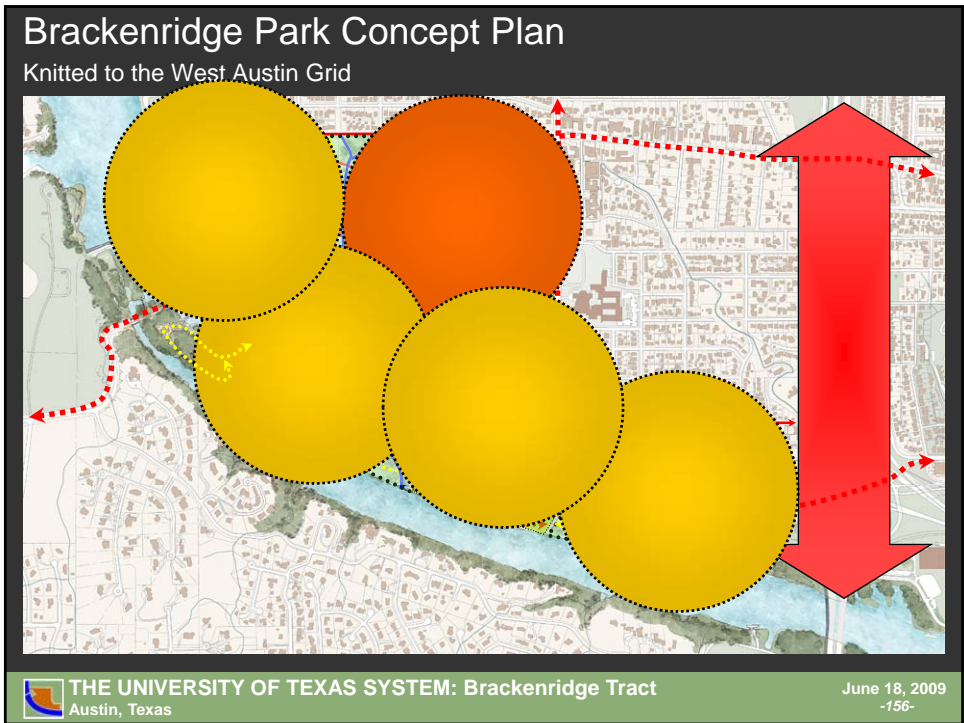 Brackenridge Park Concept Plan
Knitted to the West Austin Grid
THE UNIVERSITY OF TEXAS SYSTEM: Brackenridge Tract
Austin, Texas
June 18, 2009
-156-